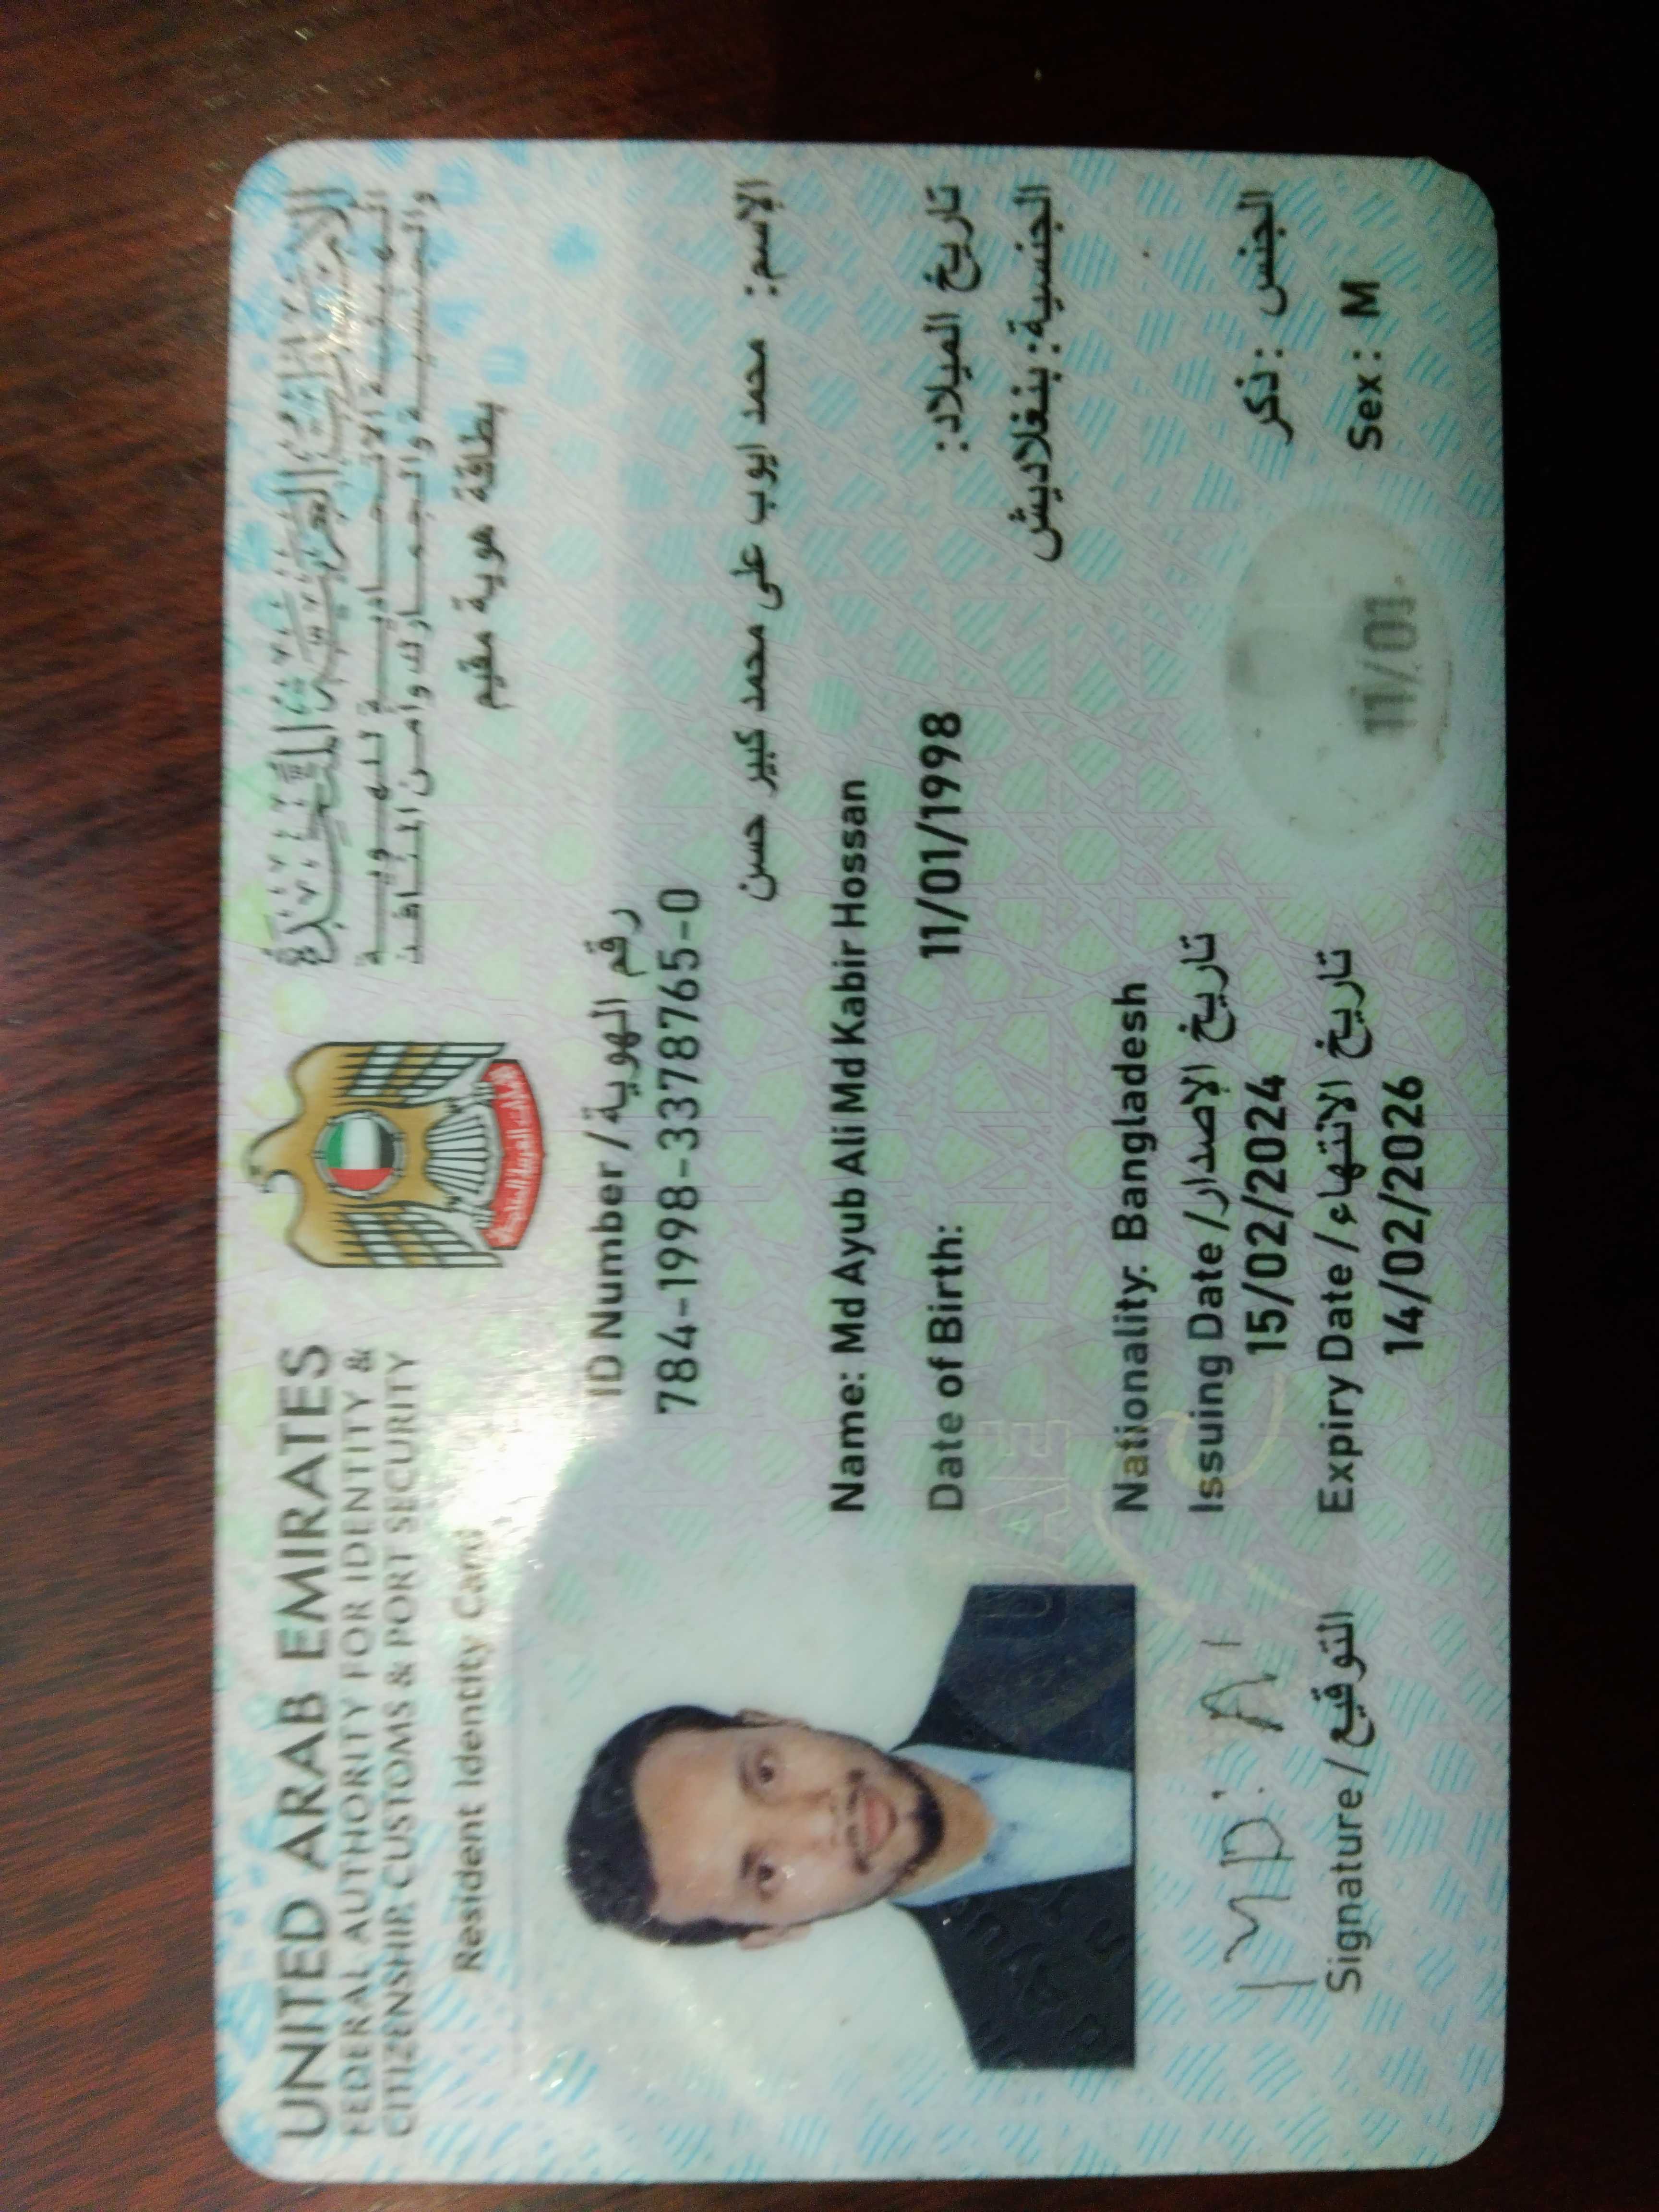 UNITED ARAB EMIRATES
FEDERAL AUTHORITY FOR IDENTITY &
CITIZENSHIP, CUSTOMS & PORT SECURITY
Resident Identity Card
الإمارات العربية المتحدة
الهيئة الاتحادية للهوية
والجنسية والجمارك وأمن المنافذ
بطاقة هوية مقيم
ID Number / رقم الهوية
784-1998-3378765-0
الإسم: محمد ايوب على محمد كبير حسن
Name: Md Ayub Ali Md Kabir Hossan
Date of Birth: 11/01/1998 تاريخ الميلاد:
الجنسية: بنغلاديش
Nationality: Bangladesh
Issuing Date / تاريخ الإصدار
15/02/2024
Expiry Date / تاريخ الانتهاء
14/02/2026
الجنس: ذكر
Sex: M
11/01
UAE
MD. A
Signature / التوقيع